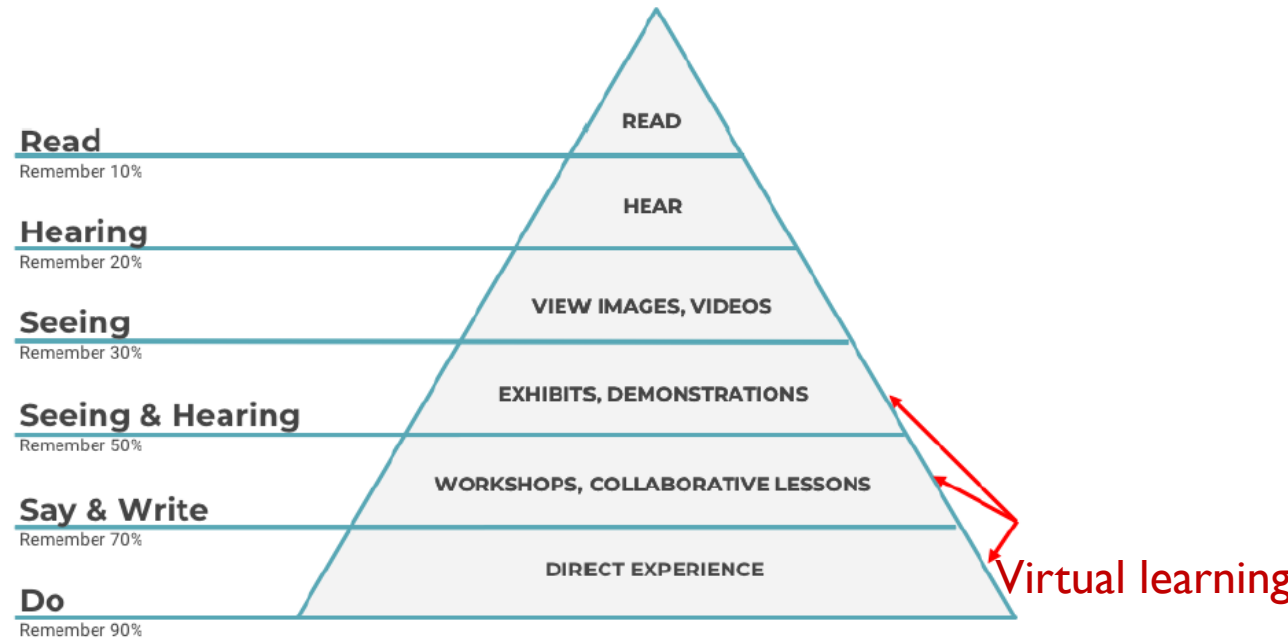 READ
Read
Remember 10%
HEAR
Hearing
Remember 20%
VIEW IMAGES, VIDEOS
Seeing
Remember 30%
EXHIBITS, DEMONSTRATIONS
Seeing & Hearing
Remember 50%
WORKSHOPS, COLLABORATIVE LESSONS
Say & Write
Remember 70%
DIRECT EXPERIENCE
Virtual learning
Do
Remember 90%